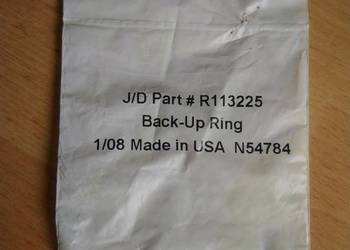 J/D Part # R113225
Back-Up Ring
1/08 Made in USA N54784